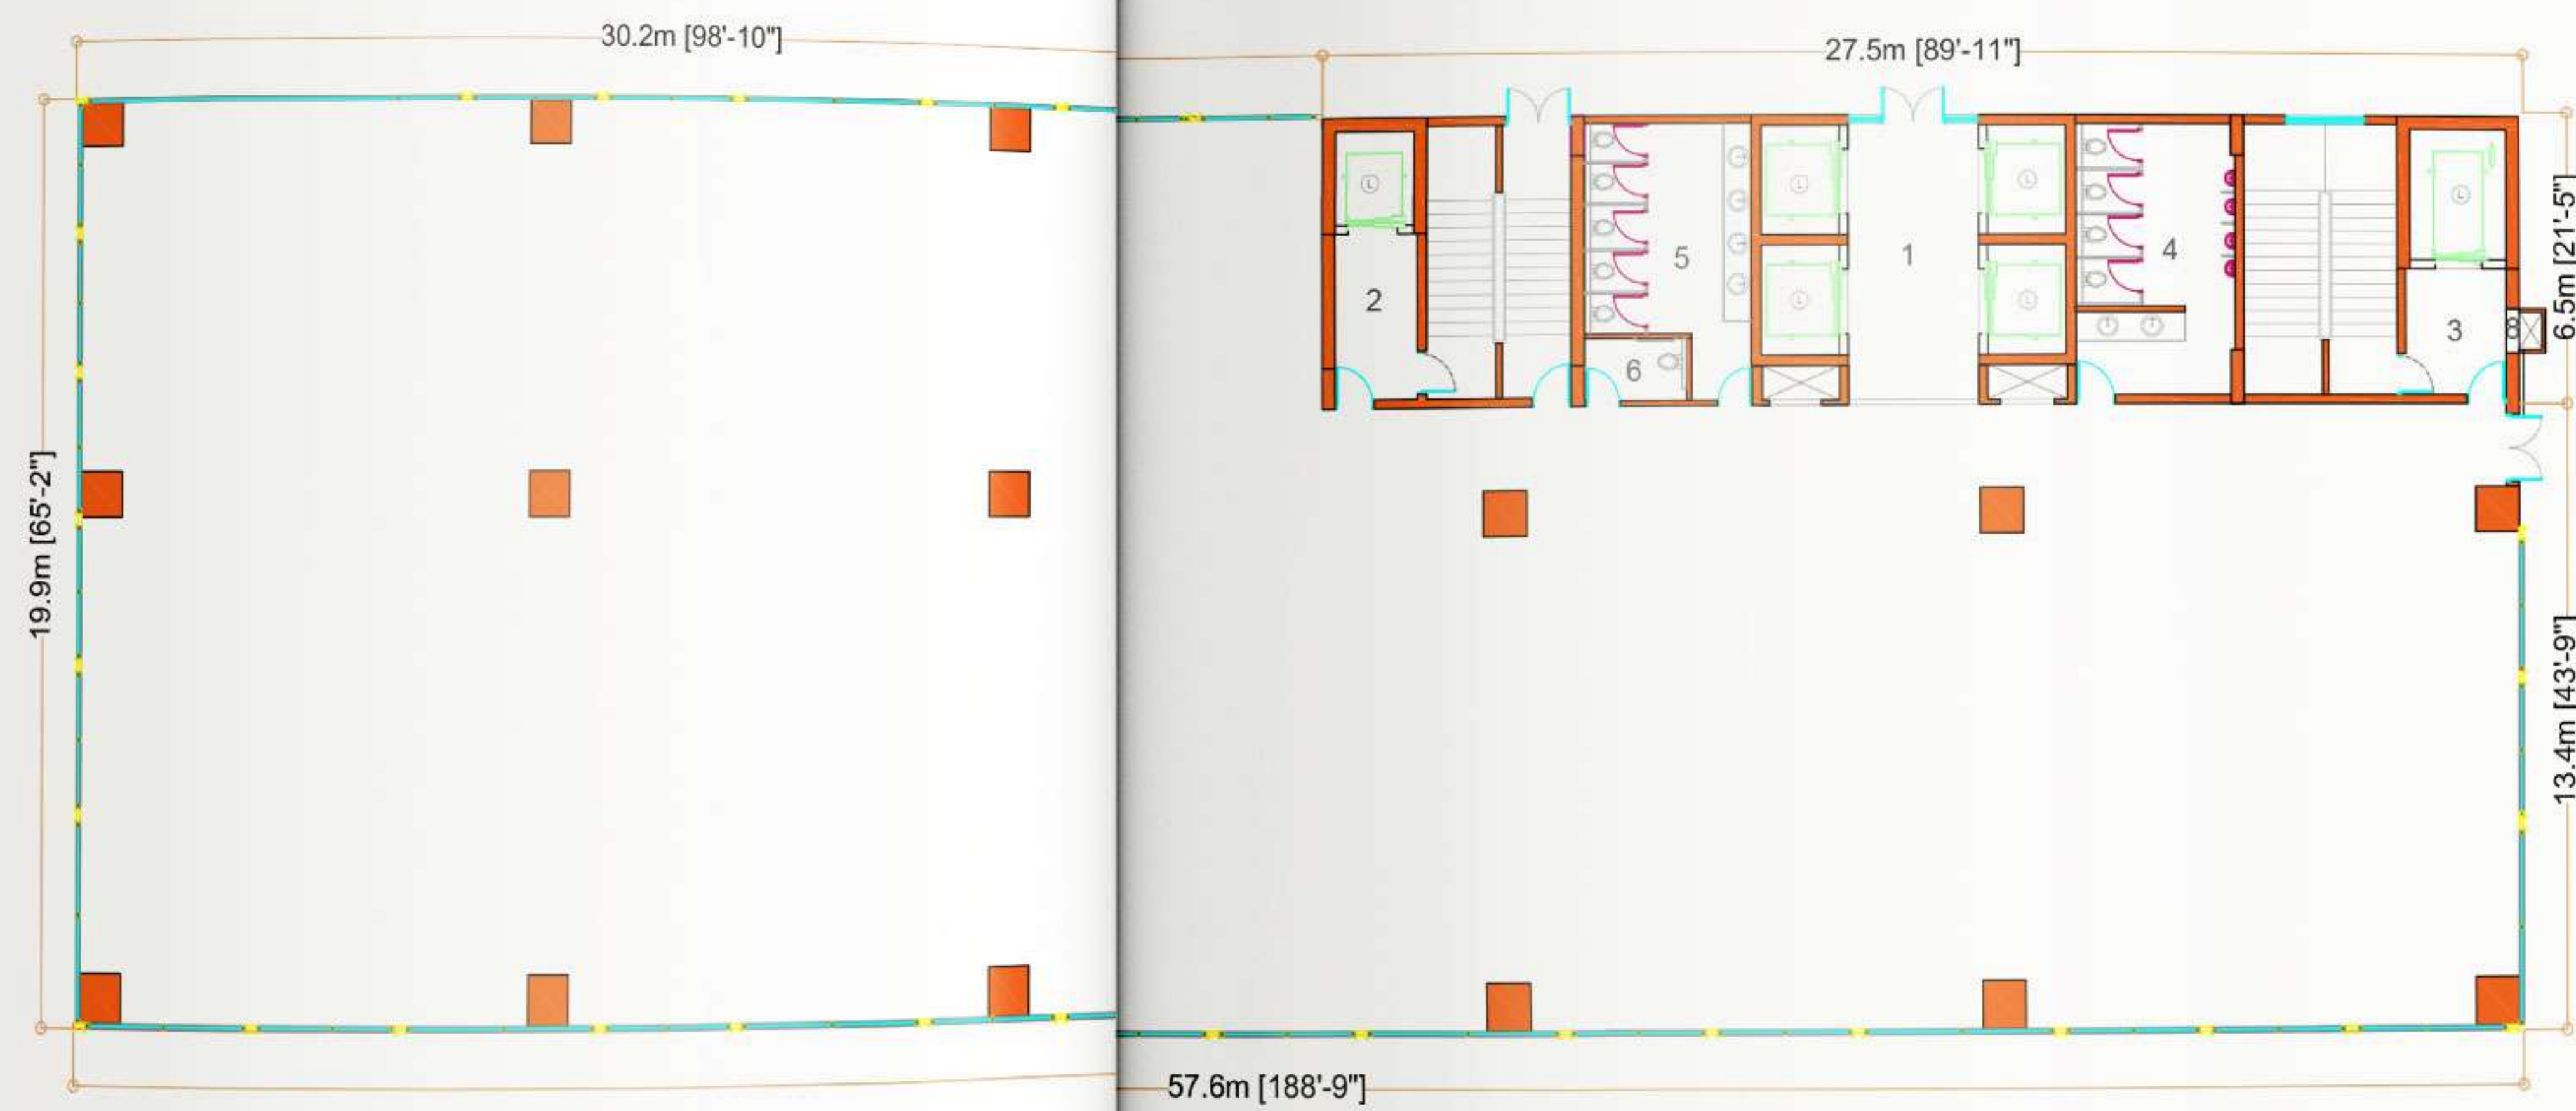 30.2m [98'-10"]
27.5m [89'-11"]
19.9m [65'-2"]
6.5m [21'-5"]
13.4m [43'-9"]
57.6m [188'-9"]
L
2
5
6
L
L
1
L
L
4
L
3
8